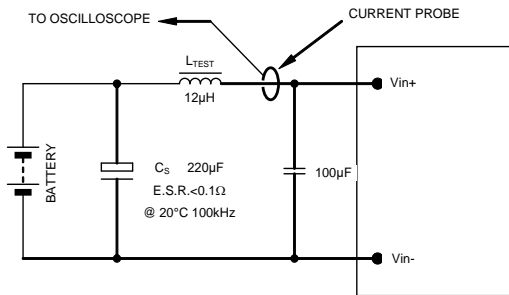 TO OSCILLOSCOPE
CURRENT PROBE
LTEST
12µH
Vin+
BATTERY
CS 220µF
E.S.R.<0.1Ω
@ 20°C 100kHz
100µF
Vin-